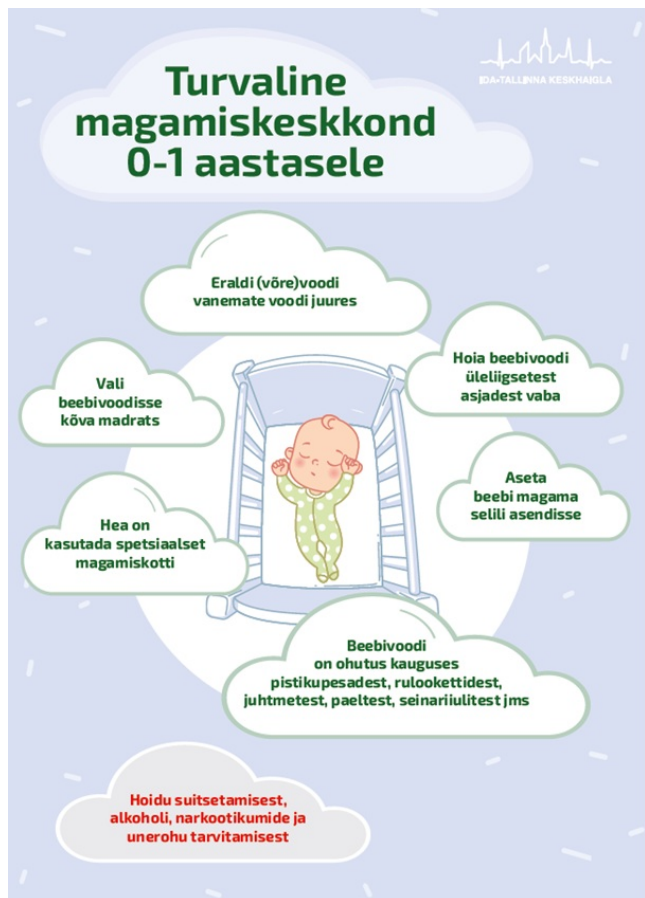 IDA-TALLINNA KESKHAIGLA
Turvaline
magamiskeskkond
0-1 aastasele
Eraldi (võre)voodi
vanemate voodi juures
Hoia beebivoodi
üleliigsetest
asjadest vaba
Vali
beebivoodisse
kõva madrats
Aseta
beebi magama
selili asendisse
Hea on
kasutada spetsiaalset
magamiskotti
Beebivoodi
on ohutus kauguses
pistikupesadest, rulookettidest,
juhtmetest, paeltest, seinariiulitest jms
Hoidu suitsetamisest,
alkoholi, narkootikumide ja
unerohu tarvitamisest